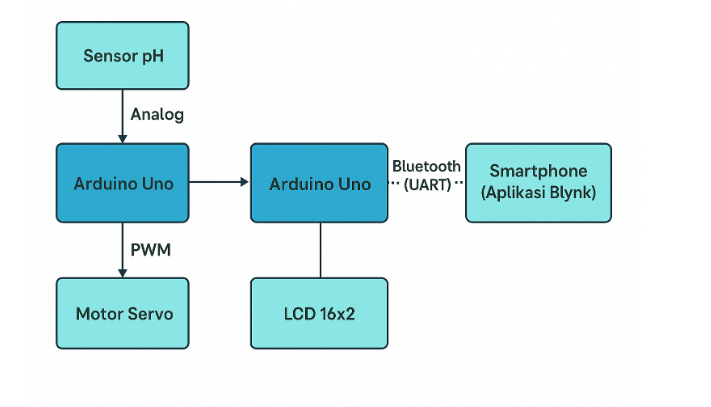 Sensor pH
Analog
Arduino Uno
Arduino Uno
Bluetooth
(UART)
Smartphone
(Aplikasi Blynk)
PWM
Motor Servo
LCD 16x2